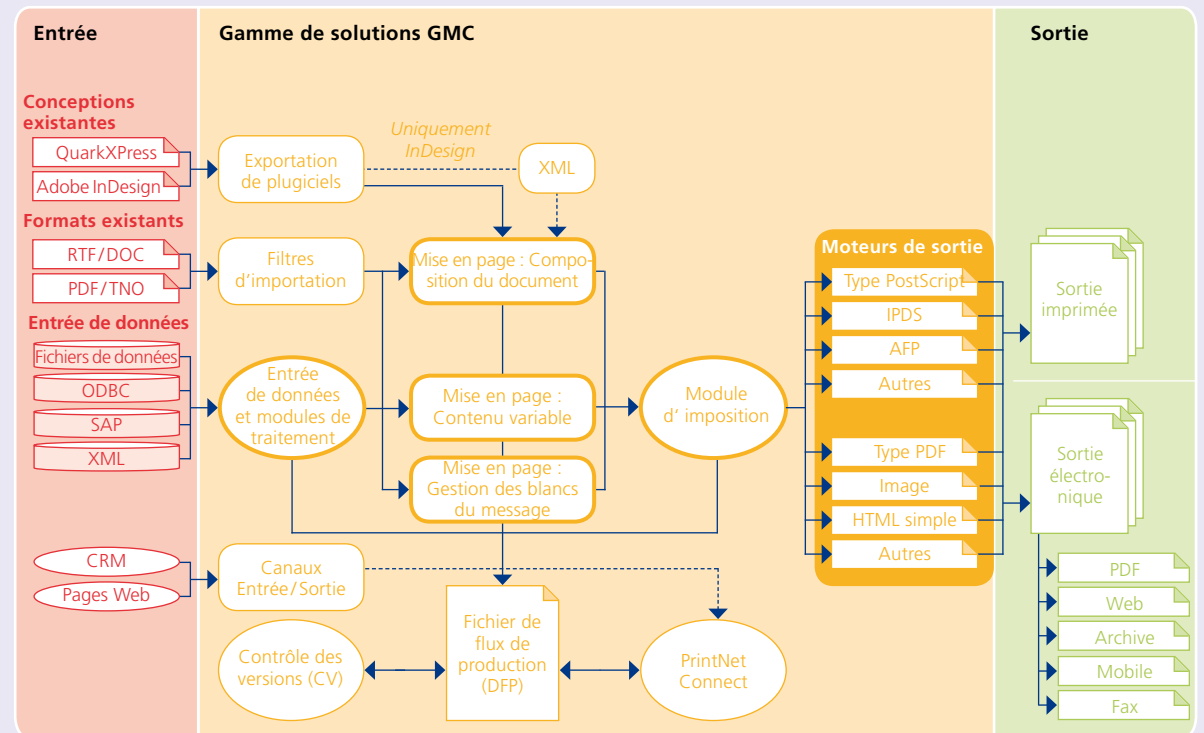 Entrée
Gamme de solutions GMC
Sortie
Conceptions
existantes
QuarkXPress
Adobe InDesign
Formats existants
RTF/DOC
PDF/TNO
Entrée de données
Fichiers de données
ODBC
SAP
XML
CRM
Pages Web
Exportation
de plugiciels
Uniquement
InDesign
XML
Filtres
d'importation
Mise en page : Compo-
sition du document
Entrée
de données
et modules de
traitement
Mise en page :
Contenu variable
Mise en page :
Gestion des blancs
du message
Module
d' imposition
Canaux
Entrée/Sortie
Contrôle des
versions (CV)
Fichier de
flux de
production
(DFP)
PrintNet
Connect
Moteurs de sortie
Type PostScript
IPDS
AFP
Autres
Type PDF
Image
HTML simple
Autres
Sortie
imprimée
Sortie
électro-
nique
PDF
Web
Archive
Mobile
Fax